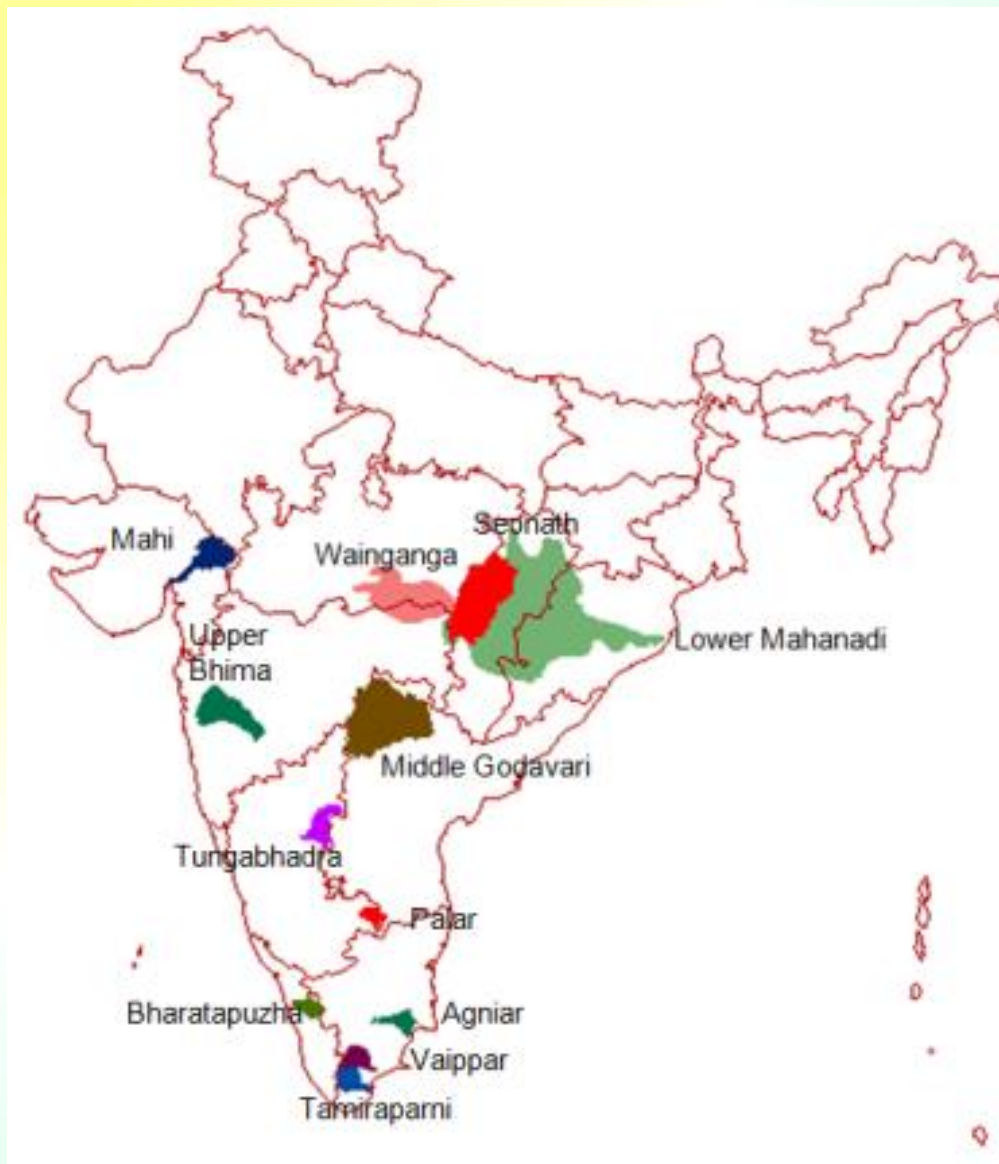 Seonath
Mahi
Wainganga
Upper
Bhima
Lower Mahanadi
Middle Godavari
Tungabhadra
Palar
Bharatapuzha
Agniar
Vaippar
Tamiraparni